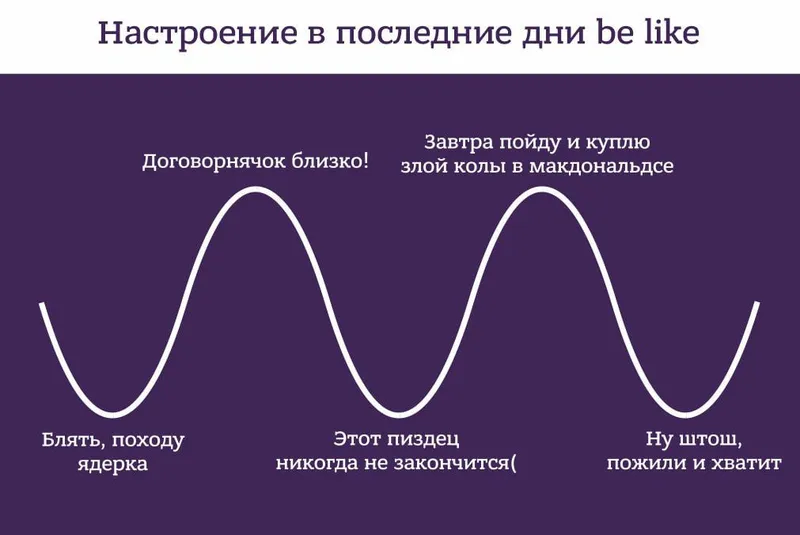 Настроение в последние дни be like
Договорнячок близко!
Завтра пойду и куплю
злой колы в макдональдсе
Блять, походу
ядерка
Этот пиздец
никогда не закончится(
Ну штош,
пожили и хватит